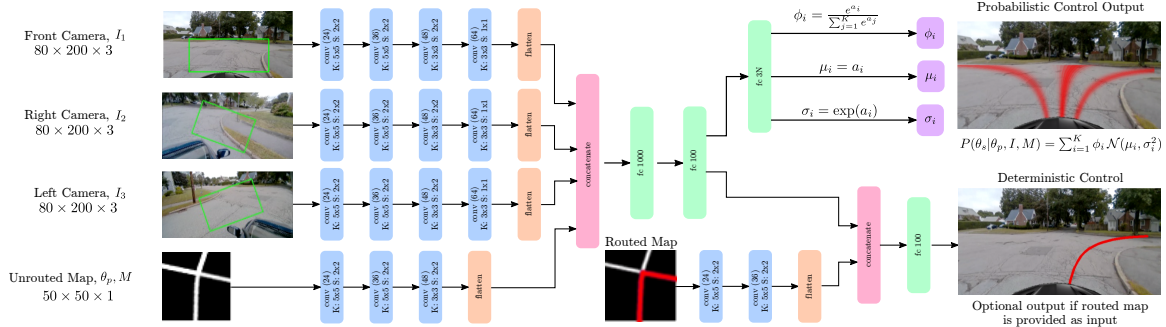 Front Camera, I₁
80 × 200 × 3
conv (24)
K: 5x5 S: 2x2
conv (36)
K: 5x5 S: 2x2
conv (48)
K: 3x3 S: 2x2
conv (64)
K: 3x3 S: 1x1
flatten
Right Camera, I₂
80 × 200 × 3
conv (24)
K: 5x5 S: 2x2
conv (36)
K: 5x5 S: 2x2
conv (48)
K: 3x3 S: 2x2
conv (64)
K: 3x3 S: 1x1
flatten
Left Camera, I₃
80 × 200 × 3
conv (24)
K: 5x5 S: 2x2
conv (36)
K: 5x5 S: 2x2
conv (48)
K: 3x3 S: 2x2
conv (64)
K: 3x3 S: 1x1
flatten
Unrouted Map, θₚ, M
50 × 50 × 1
conv (24)
K: 5x5 S: 2x2
conv (36)
K: 5x5 S: 2x2
conv (48)
K: 3x3 S: 2x2
flatten
concatenate
fc 1000
fc 100
fc 3N
ϕᵢ = e^{aᵢ} / ∑_{j=1}^{K} e^{aⱼ}
ϕᵢ
μᵢ = aᵢ
μᵢ
σᵢ = exp(aᵢ)
σᵢ
Probabilistic Control Output
P(θₛ|θₚ, I, M) = ∑_{i=1}^{K} ϕᵢ 𝒩(μᵢ, σᵢ²)
Routed Map
conv (24)
K: 5x5 S: 2x2
conv (36)
K: 5x5 S: 2x2
flatten
concatenate
fc 100
Deterministic Control
Optional output if routed map
is provided as input